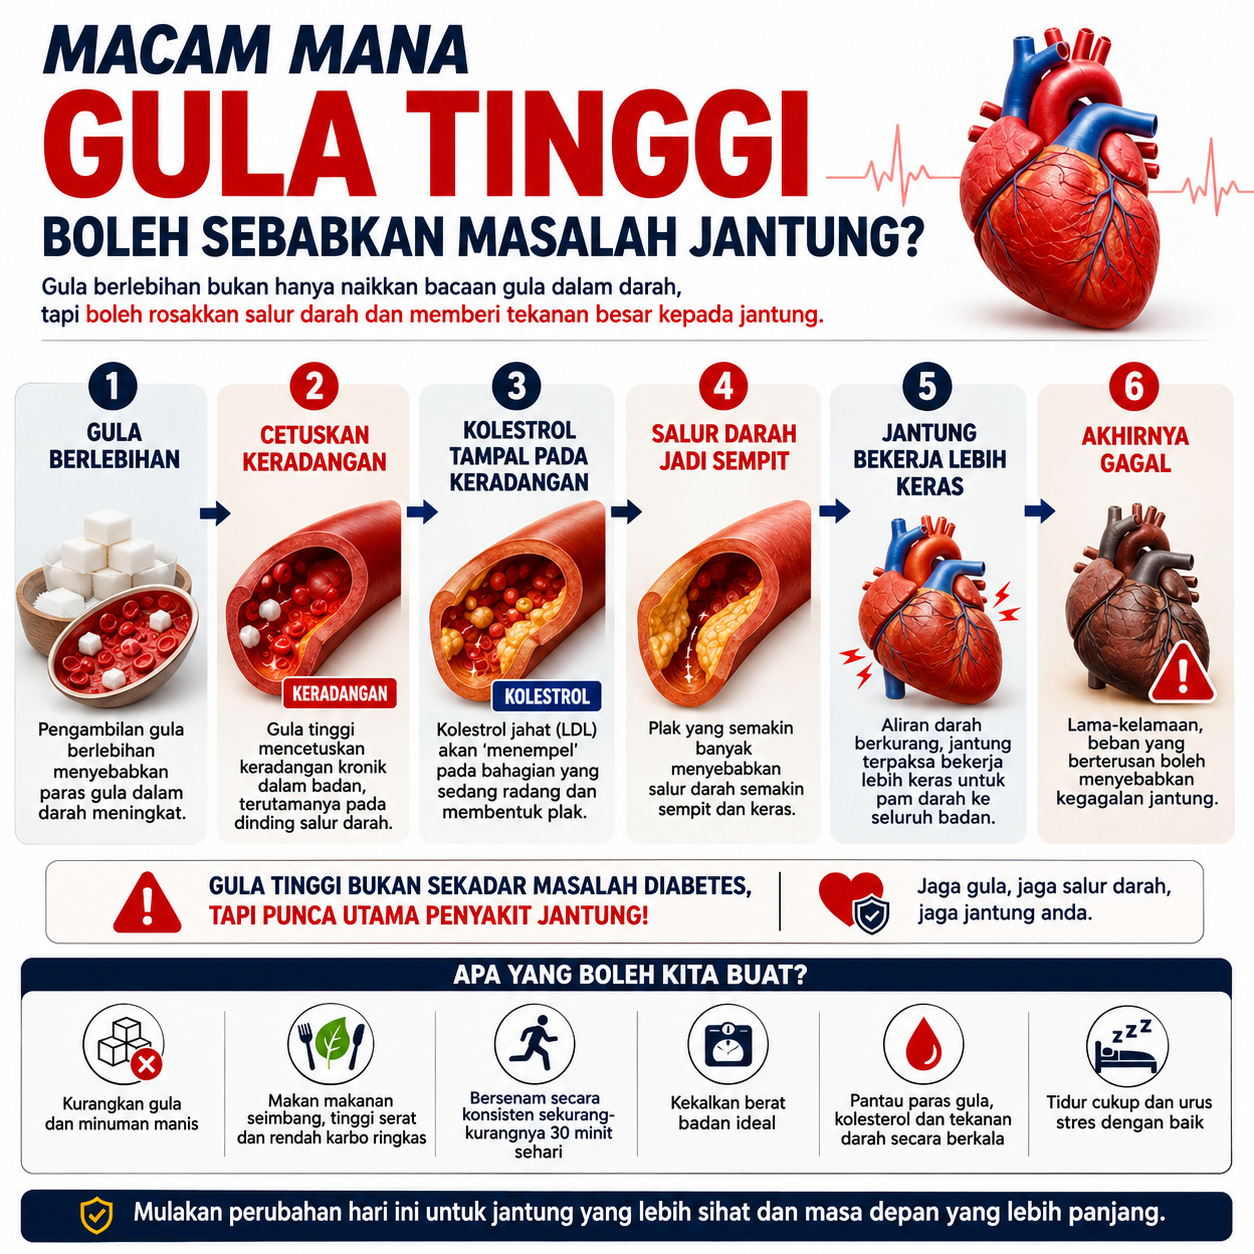 MACAM MANA
GULA TINGGI
BOLEH SEBABKAN MASALAH JANTUNG?
Gula berlebihan bukan hanya naikkan bacaan gula dalam darah,
tapi boleh rosakkan salur darah dan memberi tekanan besar kepada jantung.
1
GULA
BERLEBIHAN
Pengambilan gula
berlebihan
menyebabkan
paras gula dalam
darah meningkat.
2
CETUSKAN
KERADANGAN
KERADANGAN
Gula tinggi
mencetuskan
keradangan kronik
dalam badan,
terutamanya pada
dinding salur darah.
3
KOLESTROL
TAMPAL PADA
KERADANGAN
KOLESTROL
Kolestrol jahat (LDL)
akan ‘menempel’
pada bahagian yang
sedang radang dan
membentuk plak.
4
SALUR DARAH
JADI SEMPIT
Plak yang semakin
banyak
menyebabkan
salur darah semakin
sempit dan keras.
5
JANTUNG
BEKERJA LEBIH
KERAS
Aliran darah
berkurang, jantung
terpaksa bekerja
lebih keras untuk
pam darah ke
seluruh badan.
6
AKHIRNYA
GAGAL
Lama-kelamaan,
beban yang
berterusan boleh
menyebabkan
kegagalan jantung.
GULA TINGGI BUKAN SEKADAR MASALAH DIABETES,
TAPI PUNCA UTAMA PENYAKIT JANTUNG!
Jaga gula, jaga salur darah,
jaga jantung anda.
APA YANG BOLEH KITA BUAT?
Kurangkan gula
dan minuman manis
Makan makanan
seimbang, tinggi serat
dan rendah karbo ringkas
Bersenam secara
konsisten sekurang-
kurangnya 30 minit
sehari
Kekalkan berat
badan ideal
Pantau paras gula,
kolesterol dan tekanan
darah secara berkala
zzz
Tidur cukup dan urus
stres dengan baik
Mulakan perubahan hari ini untuk jantung yang lebih sihat dan masa depan yang lebih panjang.